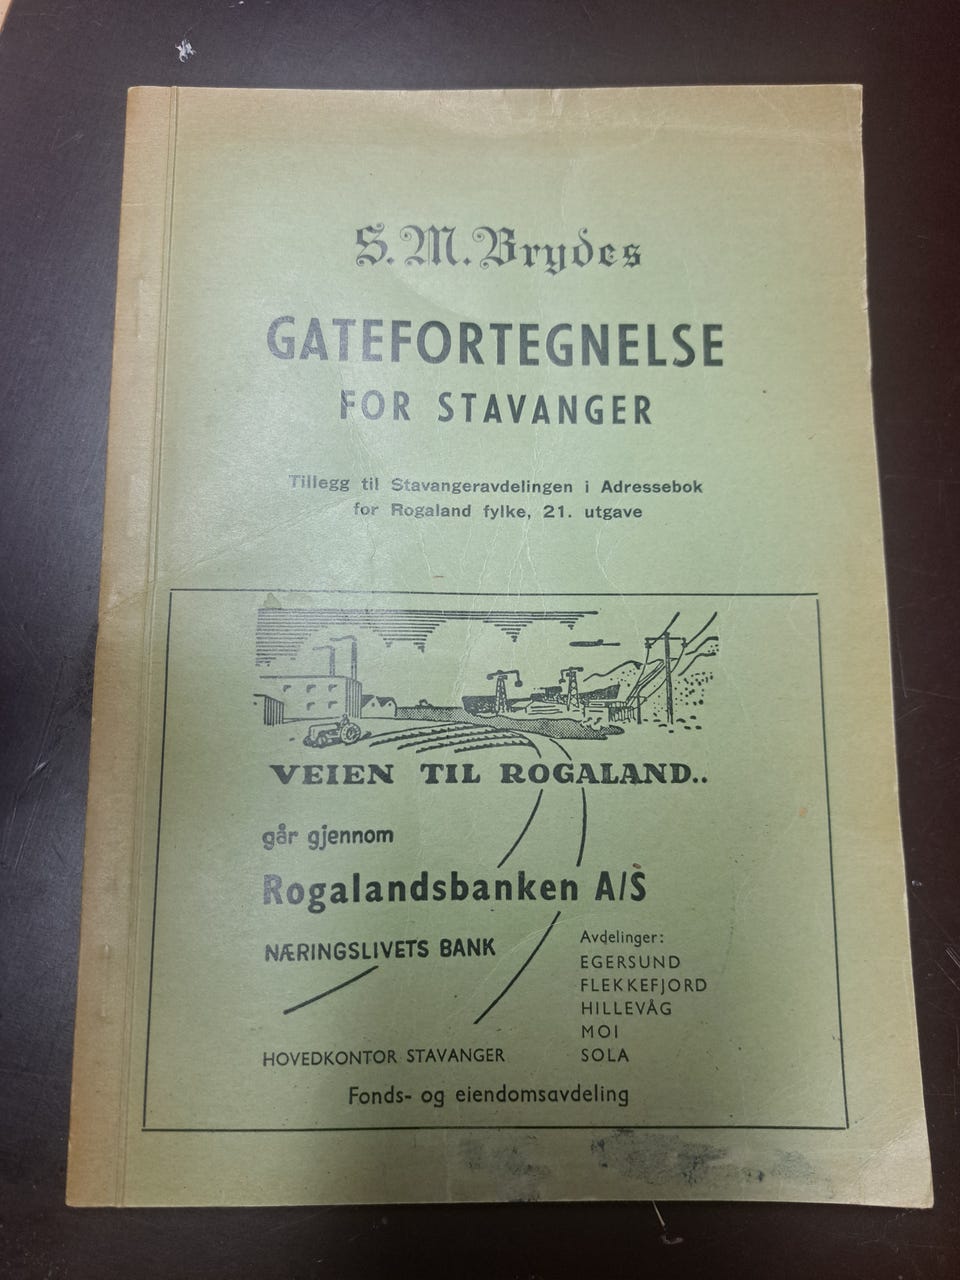 S. M. Brydes
GATEFORTEGNELSE
FOR STAVANGER
Tillegg til Stavangeravdelingen i Adressebok
for Rogaland fylke, 21. utgave
VEIEN TIL ROGALAND..
går gjennom
Rogalandsbanken A/S
NÆRINGSLIVETS BANK
HOVEDKONTOR STAVANGER
Avdelinger:
EGERSUND
FLEKKEFJORD
HILLEVÅG
MOI
SOLA
Fonds- og eiendomsavdeling